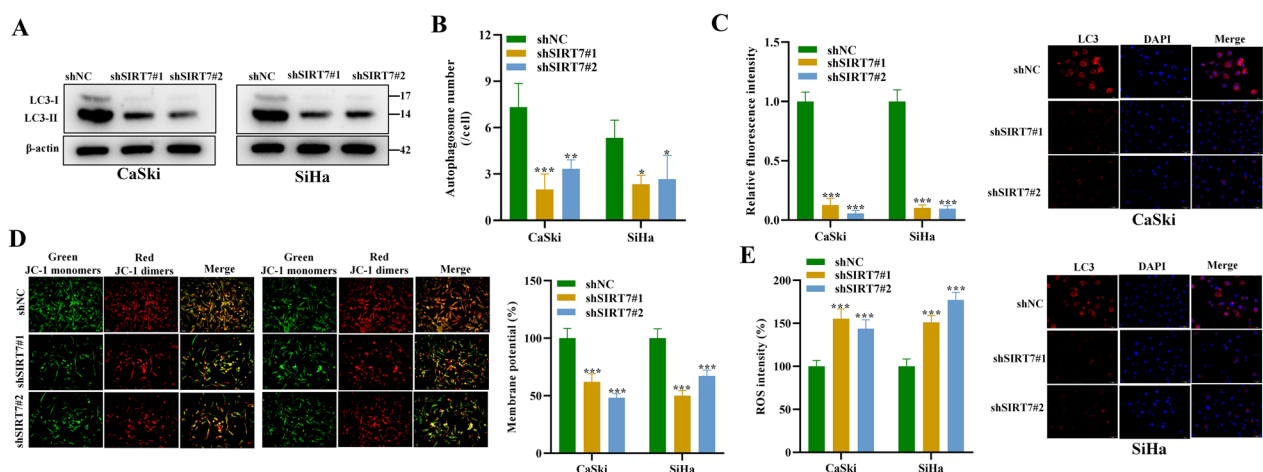 A
shNC shSIRT7#1 shSIRT7#2
LC3-I
LC3-II
β-actin
CaSki
shNC shSIRT7#1 shSIRT7#2
17
14
42
SiHa
B
shNC
shSIRT7#1
shSIRT7#2
Autophagosome number
(/cell)
9
6
3
0
***
**
*
*
CaSki
SiHa
C
shNC
shSIRT7#1
shSIRT7#2
Relative fluorescence intensity
1.5
1.0
0.5
0.0
***
***
***
***
CaSki
SiHa
LC3 DAPI Merge
shNC
shSIRT7#1
shSIRT7#2
CaSki
D
Green
JC-1 monomers
Red
JC-1 dimers
Merge
Green
JC-1 monomers
Red
JC-1 dimers
Merge
shNC
shSIRT7#1
shSIRT7#2
shNC
shSIRT7#1
shSIRT7#2
Membrane potential (%)
150
100
50
0
***
***
***
***
CaSki
SiHa
E
shNC
shSIRT7#1
shSIRT7#2
ROS intensity (%)
200
150
100
50
0
***
***
***
***
CaSki
SiHa
LC3 DAPI Merge
shNC
shSIRT7#1
shSIRT7#2
SiHa